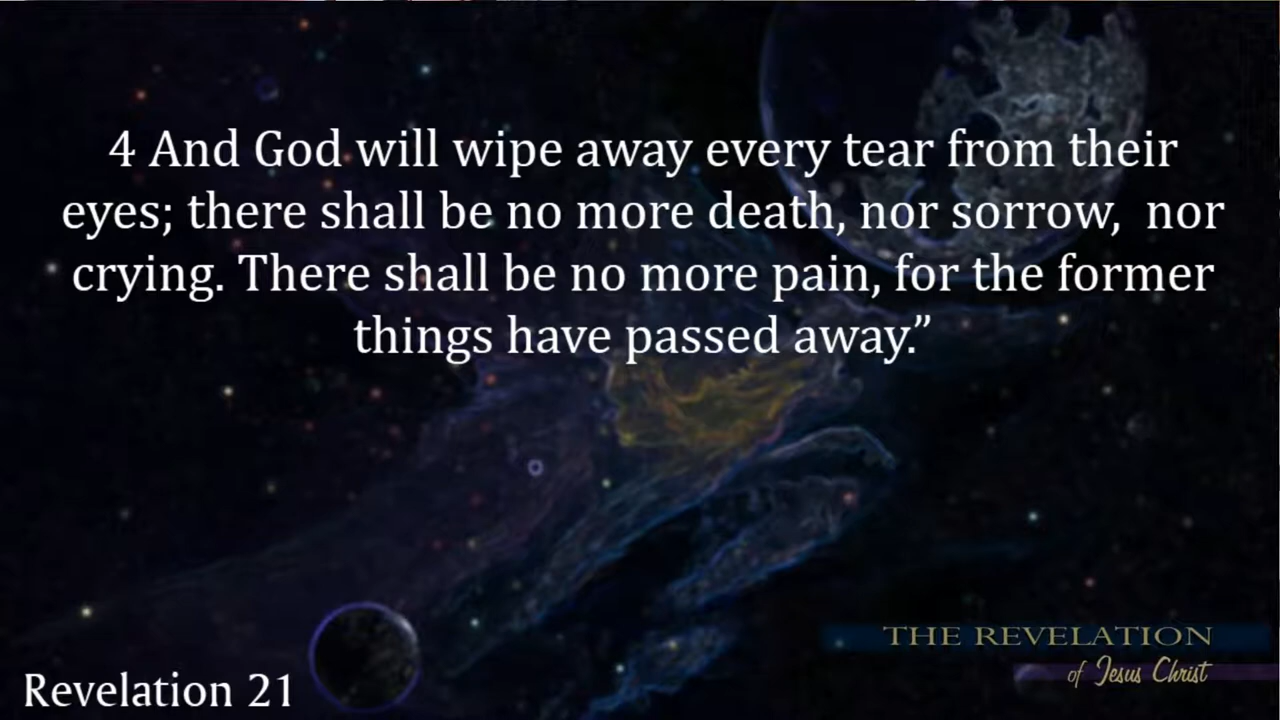 4 And God will wipe away every tear from their
eyes; there shall be no more death, nor sorrow,  nor
crying. There shall be no more pain, for the former
things have passed away.”
THE REVELATION
of Jesus Christ
Revelation 21